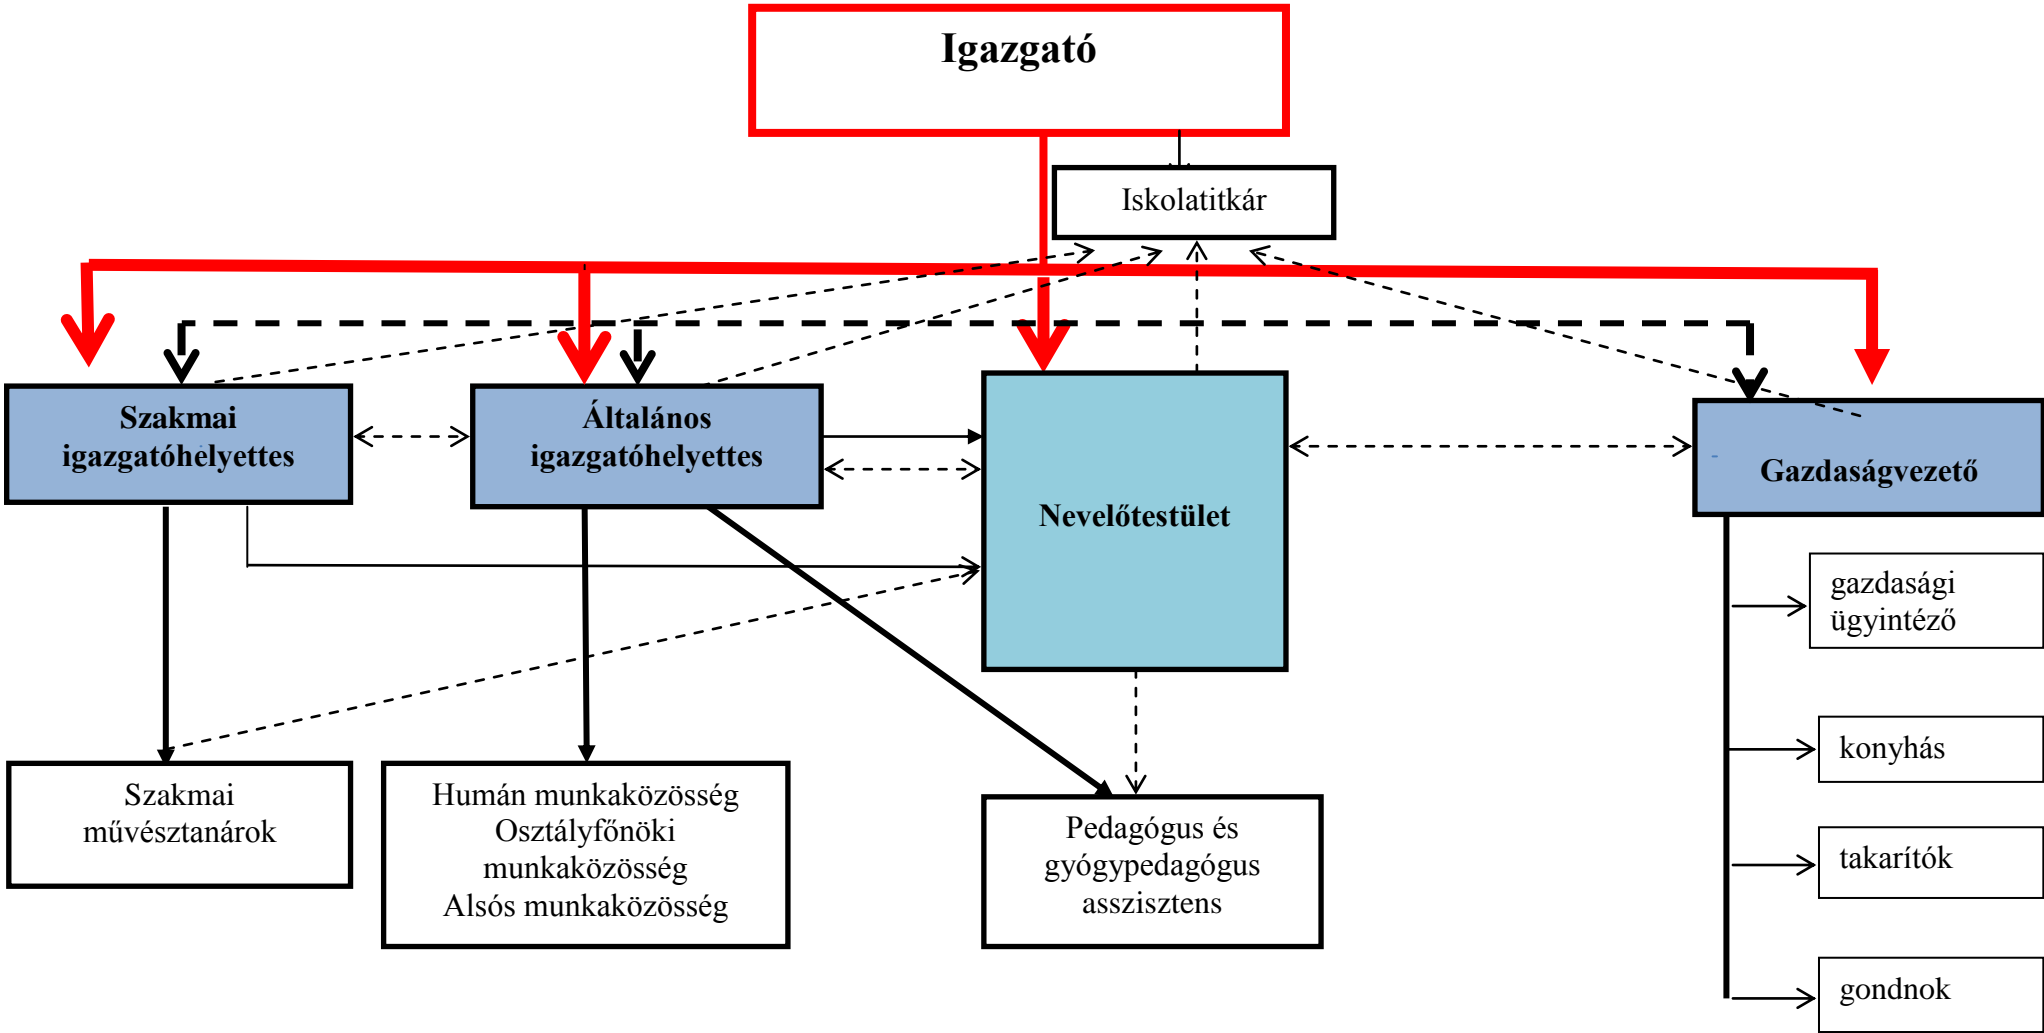 Igazgató
Iskolatitkár
Szakmai
igazgatóhelyettes
Általános
igazgatóhelyettes
Nevelőtestület
Gazdaságvezető
gazdasági
ügyintéző
konyhás
takarítók
gondnok
Szakmai
művésztanárok
Humán munkaközösség
Osztályfőnöki
munkaközösség
Alsós munkaközösség
Pedagógus és
gyógypedagógus
asszisztens